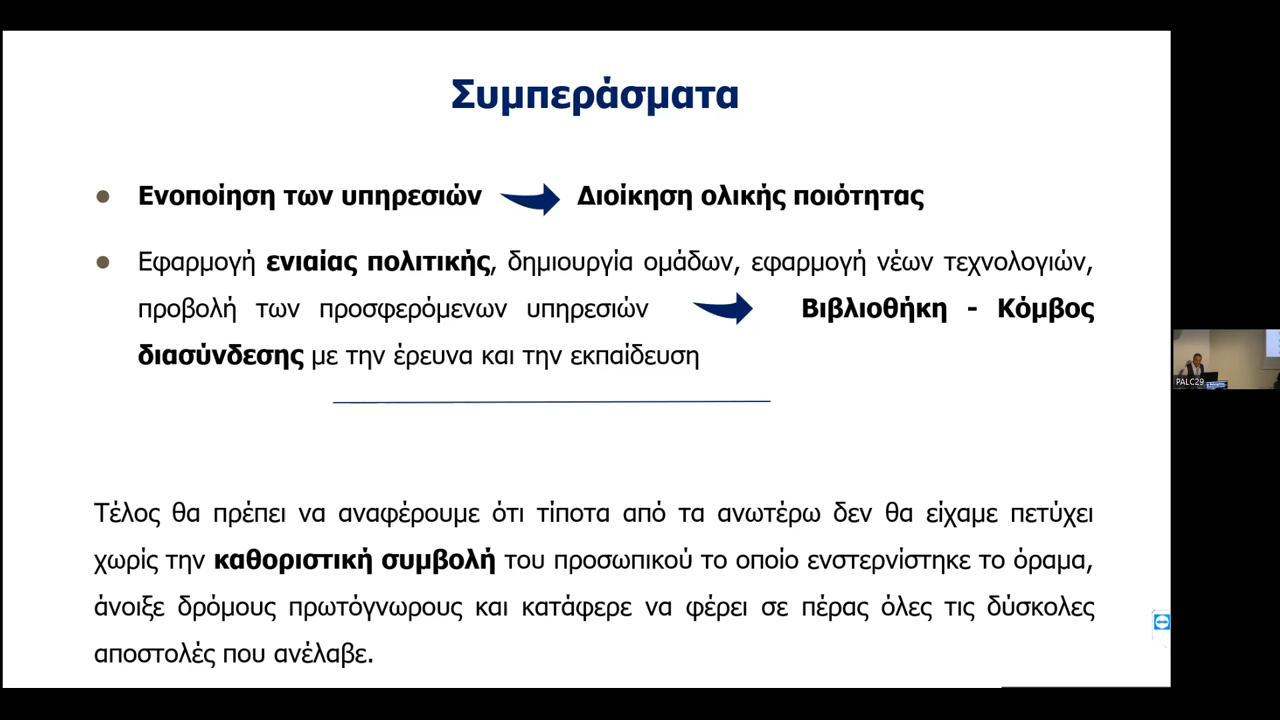 Συμπεράσματα
● Ενοποίηση των υπηρεσιών Διοίκηση ολικής ποιότητας
● Εφαρμογή ενιαίας πολιτικής, δημιουργία ομάδων, εφαρμογή νέων τεχνολογιών,
προβολή των προσφερόμενων υπηρεσιών Βιβλιοθήκη - Κόμβος
διασύνδεσης με την έρευνα και την εκπαίδευση
Τέλος θα πρέπει να αναφέρουμε ότι τίποτα από τα ανωτέρω δεν θα είχαμε πετύχει
χωρίς την καθοριστική συμβολή του προσωπικού το οποίο ενστερνίστηκε το όραμα,
άνοιξε δρόμους πρωτόγνωρους και κατάφερε να φέρει σε πέρας όλες τις δύσκολες
αποστολές που ανέλαβε.
PALC29